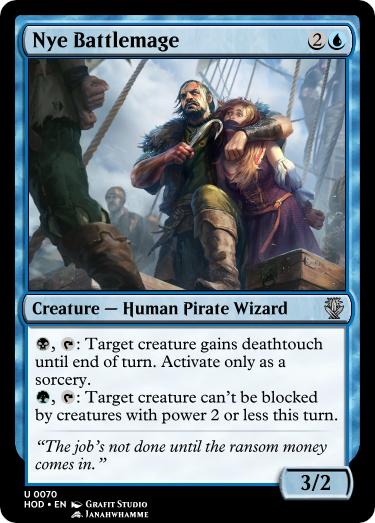 Nye Battlemage 2
Creature — Human Pirate Wizard
, : Target creature gains deathtouch
until end of turn. Activate only as a
sorcery.
, : Target creature can't be blocked
by creatures with power 2 or less this turn.
“The job's not done until the ransom money
comes in.”
3/2
U 0070
HOD • EN Grafit Studio
Janahwhamme